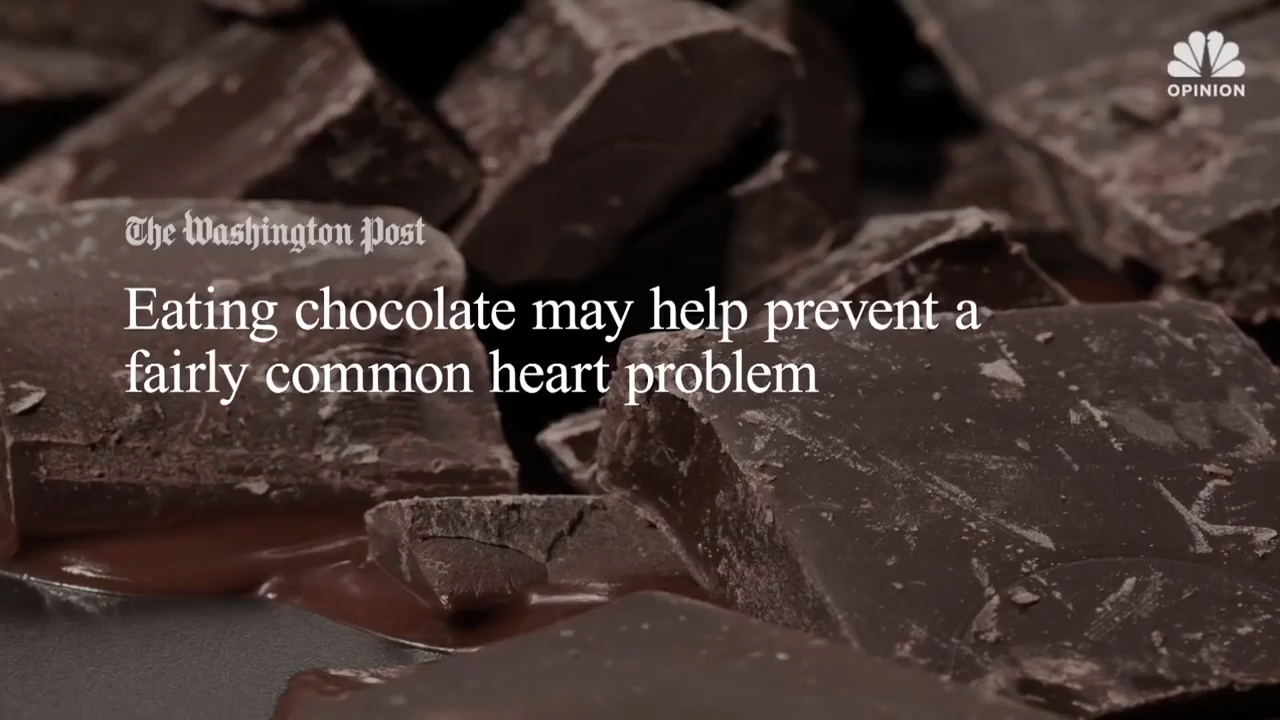 OPINION
The Washington Post
Eating chocolate may help prevent a
fairly common heart problem